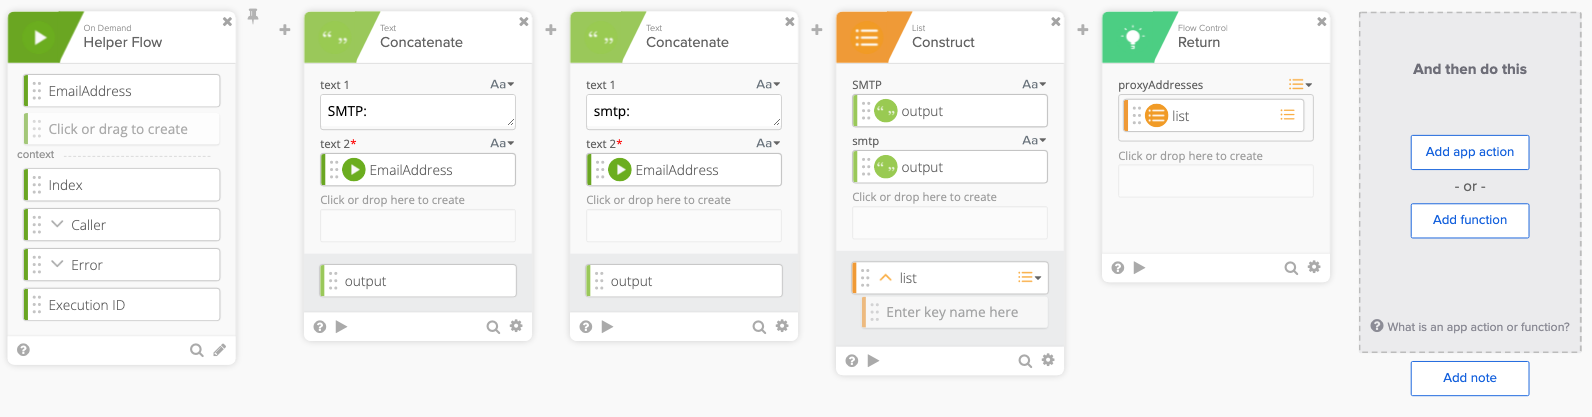 On Demand
Helper Flow
EmailAddress
Click or drag to create
context
Index
Caller
Error
Execution ID
Text
Concatenate
text 1
Aa
SMTP:
text 2*
Aa
EmailAddress
Click or drop here to create
output
Text
Concatenate
text 1
Aa
smtp:
text 2*
Aa
EmailAddress
Click or drop here to create
output
List
Construct
SMTP
Aa
output
smtp
Aa
output
Click or drop here to create
list
Enter key name here
Flow Control
Return
proxyAddresses
list
Click or drop here to create
And then do this
Add app action
- or -
Add function
What is an app action or function?
Add note